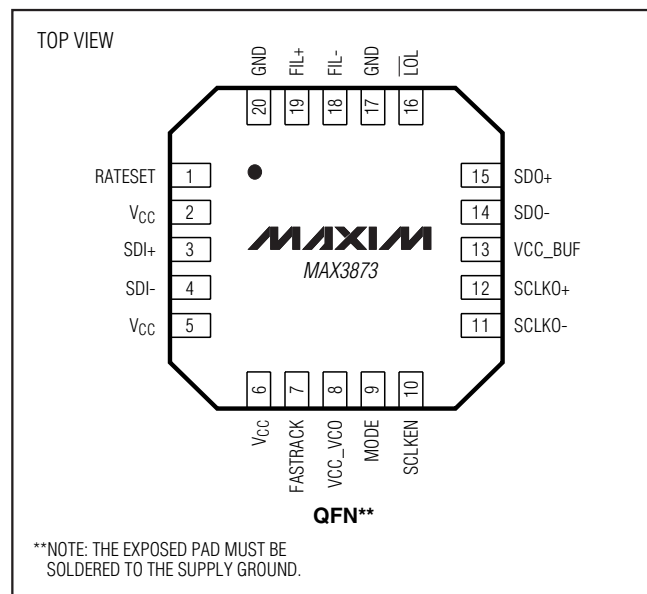 TOP VIEW
GND
FIL+
FIL-
GND
L̅O̅L̅
20
19
18
17
16
RATESET 1
VCC 2
SDI+ 3
SDI- 4
VCC 5
MAXIM
MAX3873
15 SDO+
14 SDO-
13 VCC_BUF
12 SCLKO+
11 SCLKO-
6
7
8
9
10
VCC
FASTRACK
VCC_VCO
MODE
SCLKEN
QFN**
**NOTE: THE EXPOSED PAD MUST BE
SOLDERED TO THE SUPPLY GROUND.